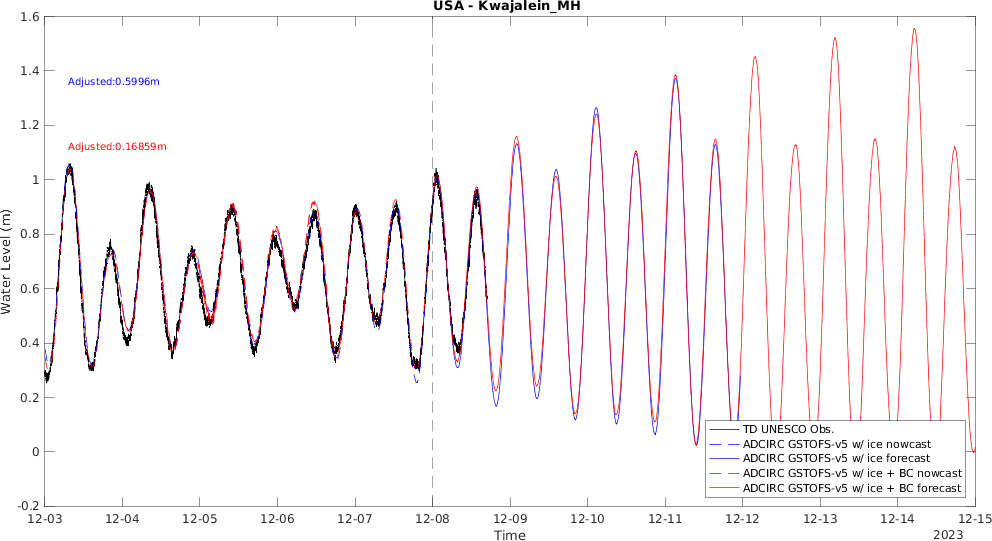 USA - Kwajalein_MH
1.6
1.4
1.2
1
0.8
0.6
0.4
0.2
0
-0.2
Water Level (m)
Adjusted:0.5996m
Adjusted:0.16859m
TD UNESCO Obs.
ADCIRC GSTOFS-v5 w/ ice nowcast
ADCIRC GSTOFS-v5 w/ ice forecast
ADCIRC GSTOFS-v5 w/ ice + BC nowcast
ADCIRC GSTOFS-v5 w/ ice + BC forecast
12-03 12-04 12-05 12-06 12-07 12-08 12-09 12-10 12-11 12-12 12-13 12-14 12-15
Time
2023